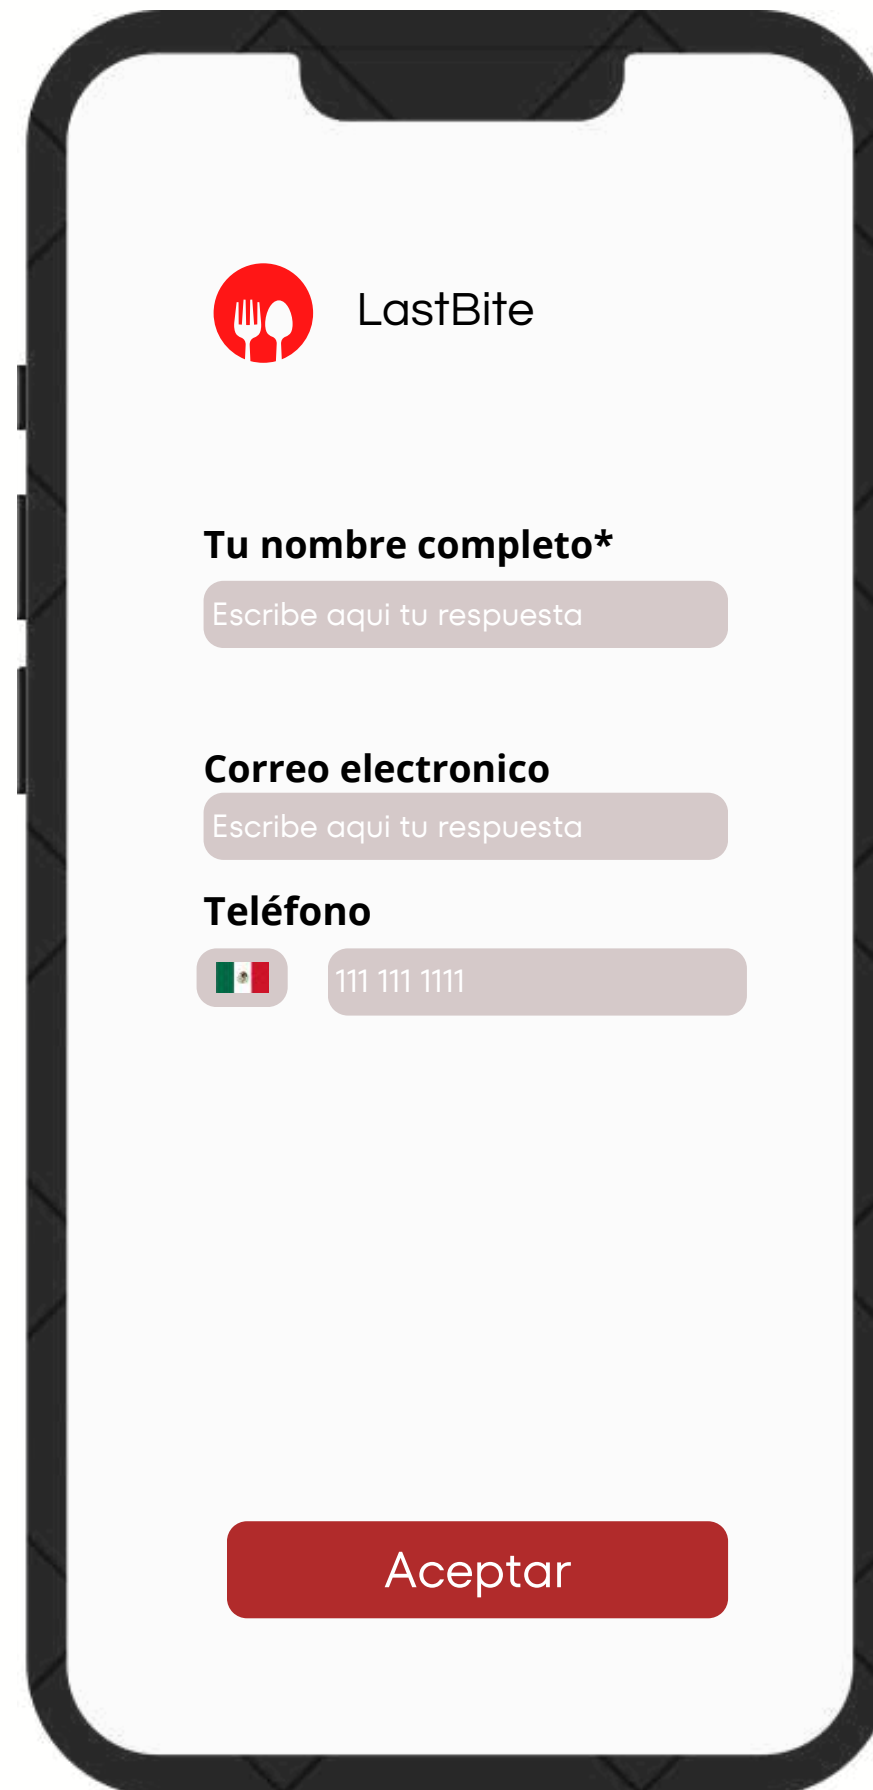 LastBite
Tu nombre completo*
Escribe aqui tu respuesta
Correo electronico
Escribe aqui tu respuesta
Teléfono
111 111 1111
Aceptar